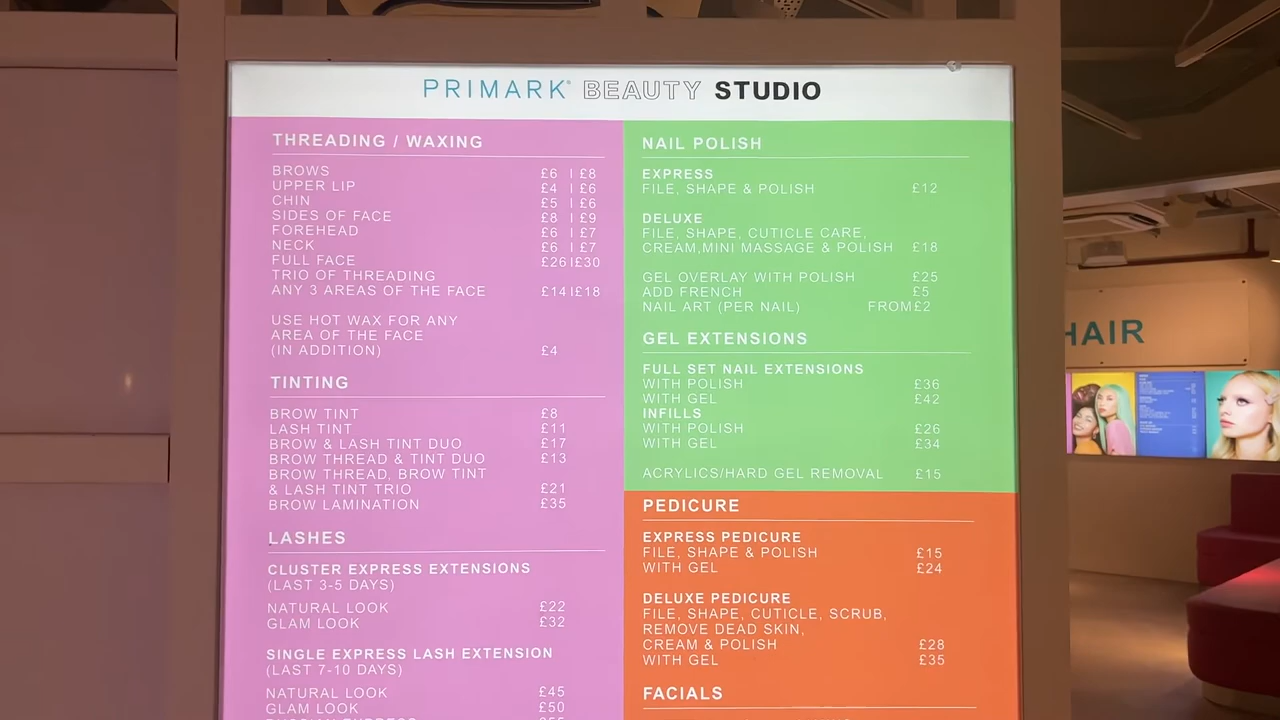 PRIMARK® BEAUTY STUDIO
THREADING / WAXING
BROWS £6 | £8
UPPER LIP £4 | £6
CHIN £5 | £6
SIDES OF FACE £8 | £9
FOREHEAD £6 | £7
NECK £6 | £7
FULL FACE £26|£30
TRIO OF THREADING
ANY 3 AREAS OF THE FACE £14|£18
USE HOT WAX FOR ANY
AREA OF THE FACE
(IN ADDITION) £4
TINTING
BROW TINT £8
LASH TINT £11
BROW & LASH TINT DUO £17
BROW THREAD & TINT DUO £13
BROW THREAD, BROW TINT
& LASH TINT TRIO £21
BROW LAMINATION £35
LASHES
CLUSTER EXPRESS EXTENSIONS
(LAST 3-5 DAYS)
NATURAL LOOK £22
GLAM LOOK £32
SINGLE EXPRESS LASH EXTENSION
(LAST 7-10 DAYS)
NATURAL LOOK £45
GLAM LOOK £50
NAIL POLISH
EXPRESS
FILE, SHAPE & POLISH £12
DELUXE
FILE, SHAPE, CUTICLE CARE,
CREAM,MINI MASSAGE & POLISH £18
GEL OVERLAY WITH POLISH £25
ADD FRENCH £5
NAIL ART (PER NAIL) FROM£2
GEL EXTENSIONS
FULL SET NAIL EXTENSIONS
WITH POLISH £36
WITH GEL £42
INFILLS
WITH POLISH £26
WITH GEL £34
ACRYLICS/HARD GEL REMOVAL £15
PEDICURE
EXPRESS PEDICURE
FILE, SHAPE & POLISH £15
WITH GEL £24
DELUXE PEDICURE
FILE, SHAPE, CUTICLE, SCRUB,
REMOVE DEAD SKIN,
CREAM & POLISH £28
WITH GEL £35
FACIALS
HAIR